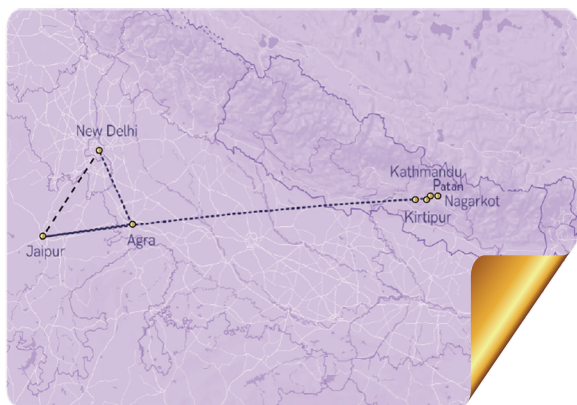 New Delhi
Kathmandu
Patan
Nagarkot
Kirtipur
Jaipur
Agra